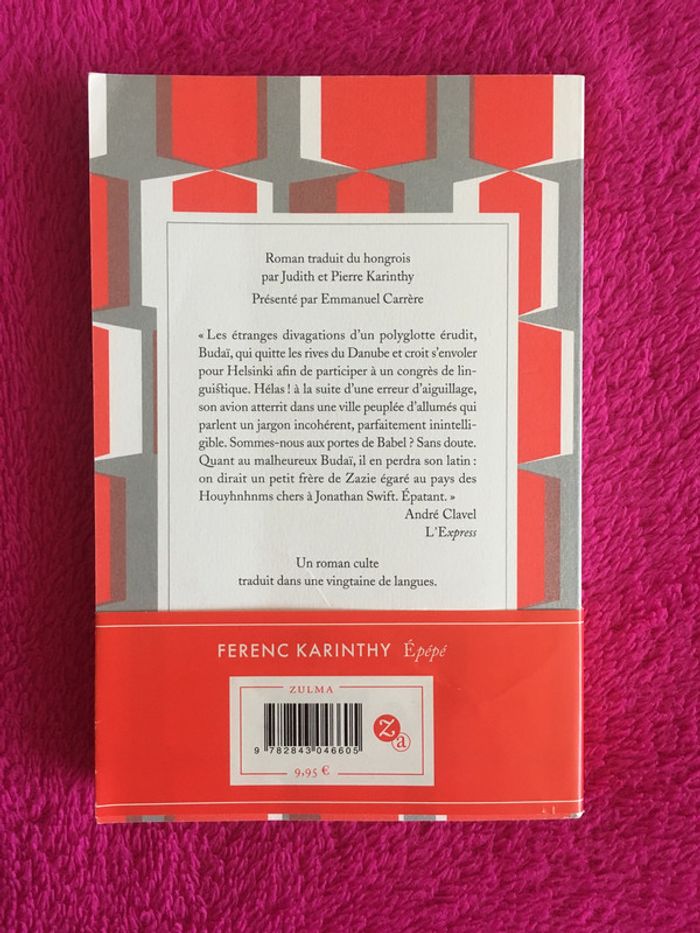 Roman traduit du hongrois
par Judith et Pierre Karinthy
Présenté par Emmanuel Carrère
« Les étranges divagations d'un polyglotte érudit,
Budaï, qui quitte les rives du Danube et croit s'envoler
pour Helsinki afin de participer à un congrès de lin-
guistique. Hélas ! à la suite d'une erreur d'aiguillage,
son avion atterrit dans une ville peuplée d'allumés qui
parlent un jargon incohérent, parfaitement inintelli-
gible. Sommes-nous aux portes de Babel ? Sans doute.
Quant au malheureux Budaï, il en perdra son latin :
on dirait un petit frère de Zazie égaré au pays des
Houyhnhnms chers à Jonathan Swift. Épatant. »
André Clavel
L'Express
Un roman culte
traduit dans une vingtaine de langues.
FERENC KARINTHY Épépé
ZULMA
9 782843 046605
za
9,95 €